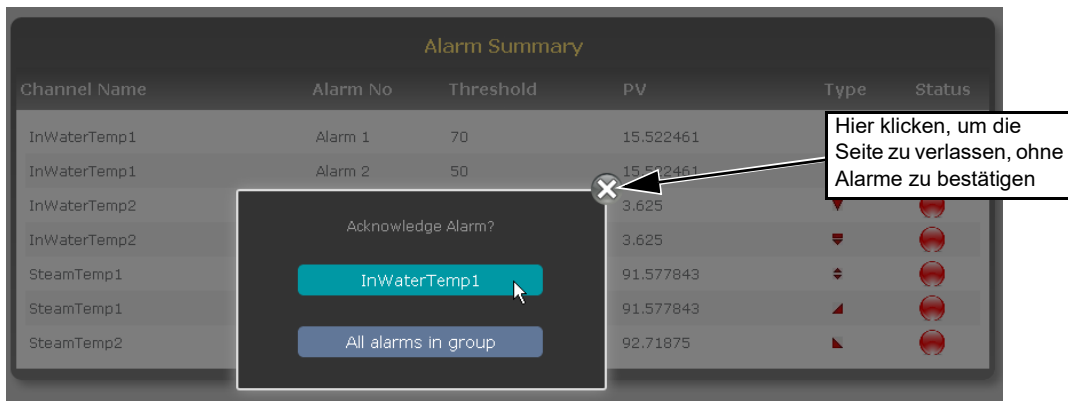 Alarm Summary
Channel Name Alarm No Threshold PV Type Status
InWaterTemp1 Alarm 1 70 15.522461
InWaterTemp1 Alarm 2 50 15.522461
Hier klicken, um die
Seite zu verlassen, ohne
Alarme zu bestätigen
InWaterTemp2 3.625
InWaterTemp2 3.625
SteamTemp1 91.577843
SteamTemp1 91.577843
SteamTemp2 92.71875
Acknowledge Alarm?
InWaterTemp1
All alarms in group